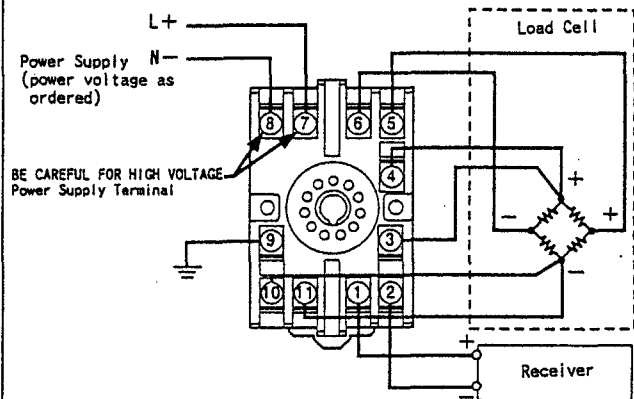 L+
N−
Power Supply
(power voltage as
ordered)
Load Cell
8
7
6
5
4
BE CAREFUL FOR HIGH VOLTAGE
Power Supply Terminal
+
−
+
−
9
3
10
11
1
2
+
−
Receiver